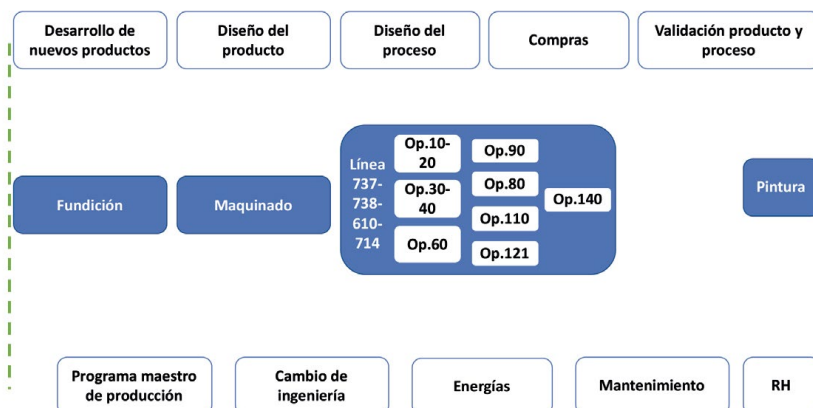 Desarrollo de
nuevos productos
Diseño del
producto
Diseño del
proceso
Compras
Validación producto y
proceso
Fundición
Maquinado
Línea
737-
738-
610-
714
Op.10-
20
Op.30-
40
Op.60
Op.90
Op.80
Op.110
Op.121
Op.140
Pintura
Programa maestro
de producción
Cambio de
ingeniería
Energías
Mantenimiento
RH